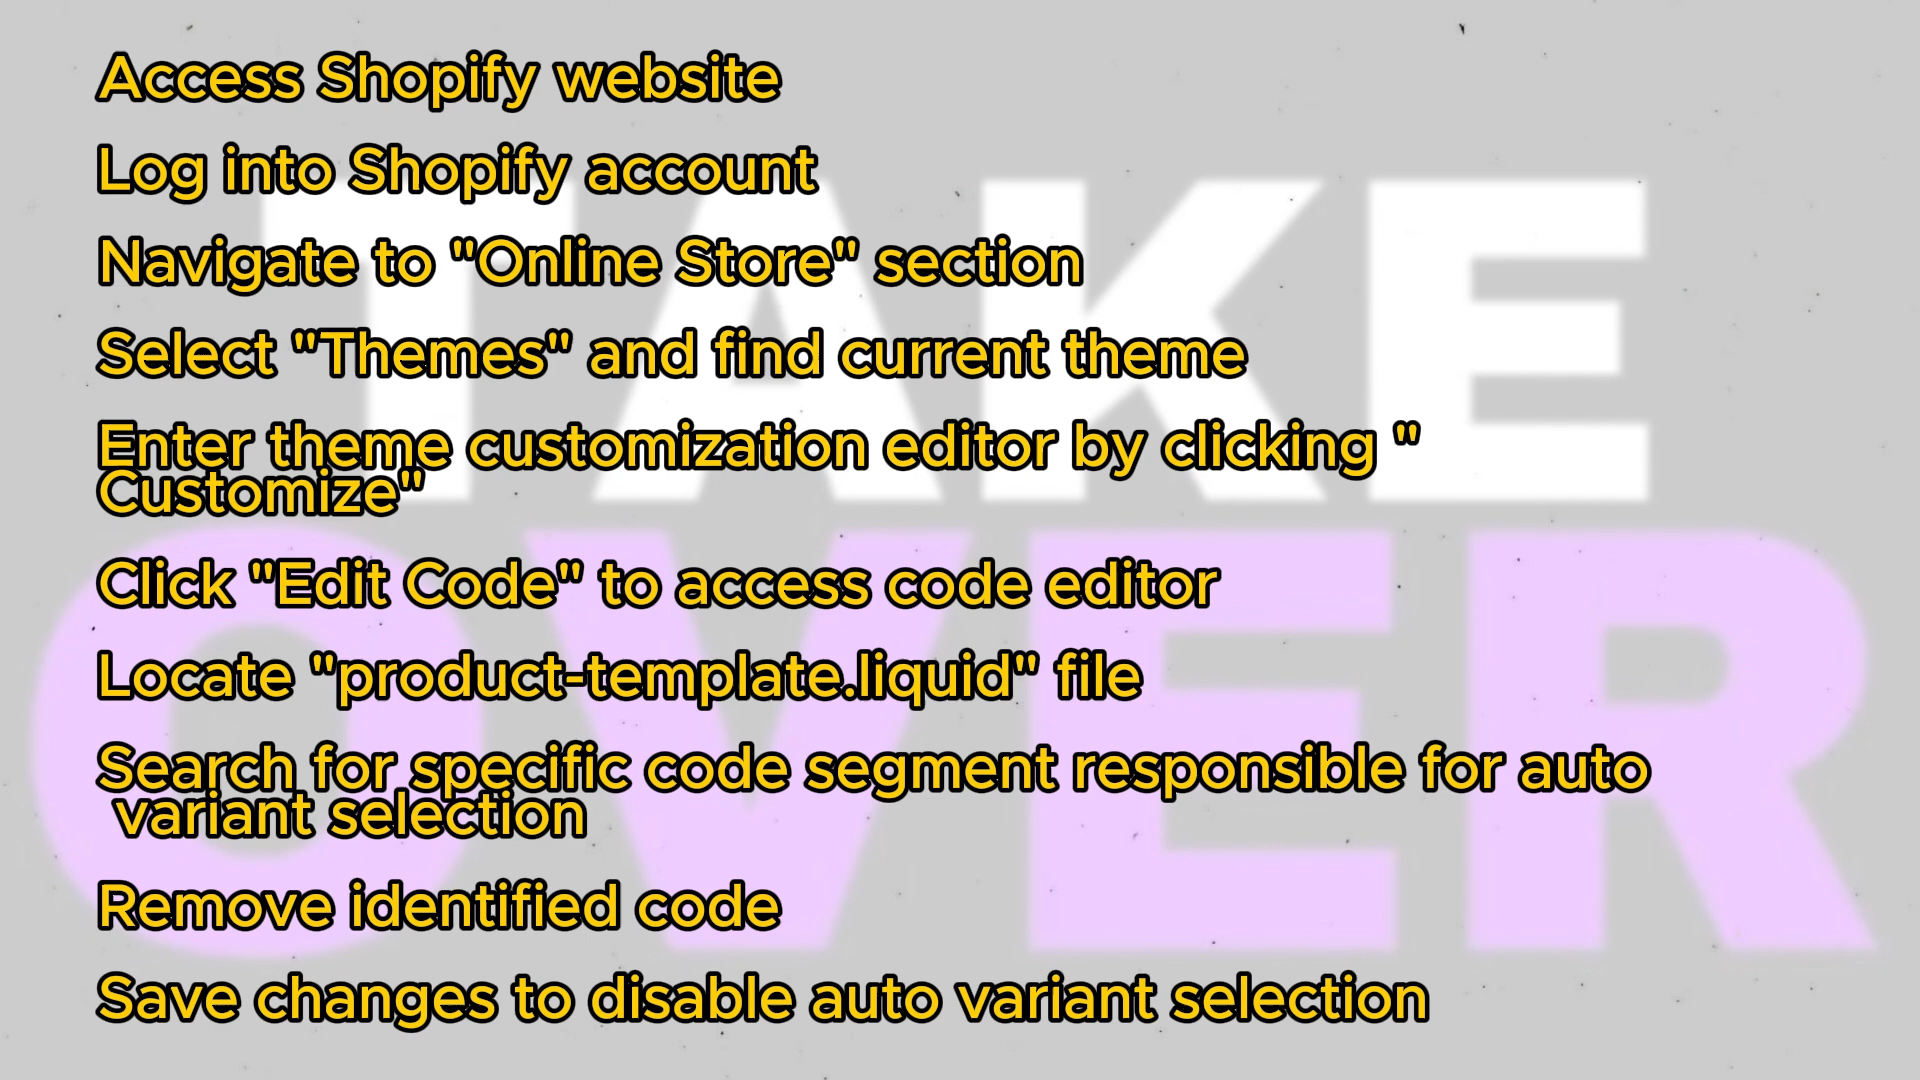 Access Shopify website
Log into Shopify account
Navigate to "Online Store" section
Select "Themes" and find current theme
Enter theme customization editor by clicking "
Customize"
Click "Edit Code" to access code editor
Locate "product-template.liquid" file
Search for specific code segment responsible for auto
variant selection
Remove identified code
Save changes to disable auto variant selection
TAKE
OVER